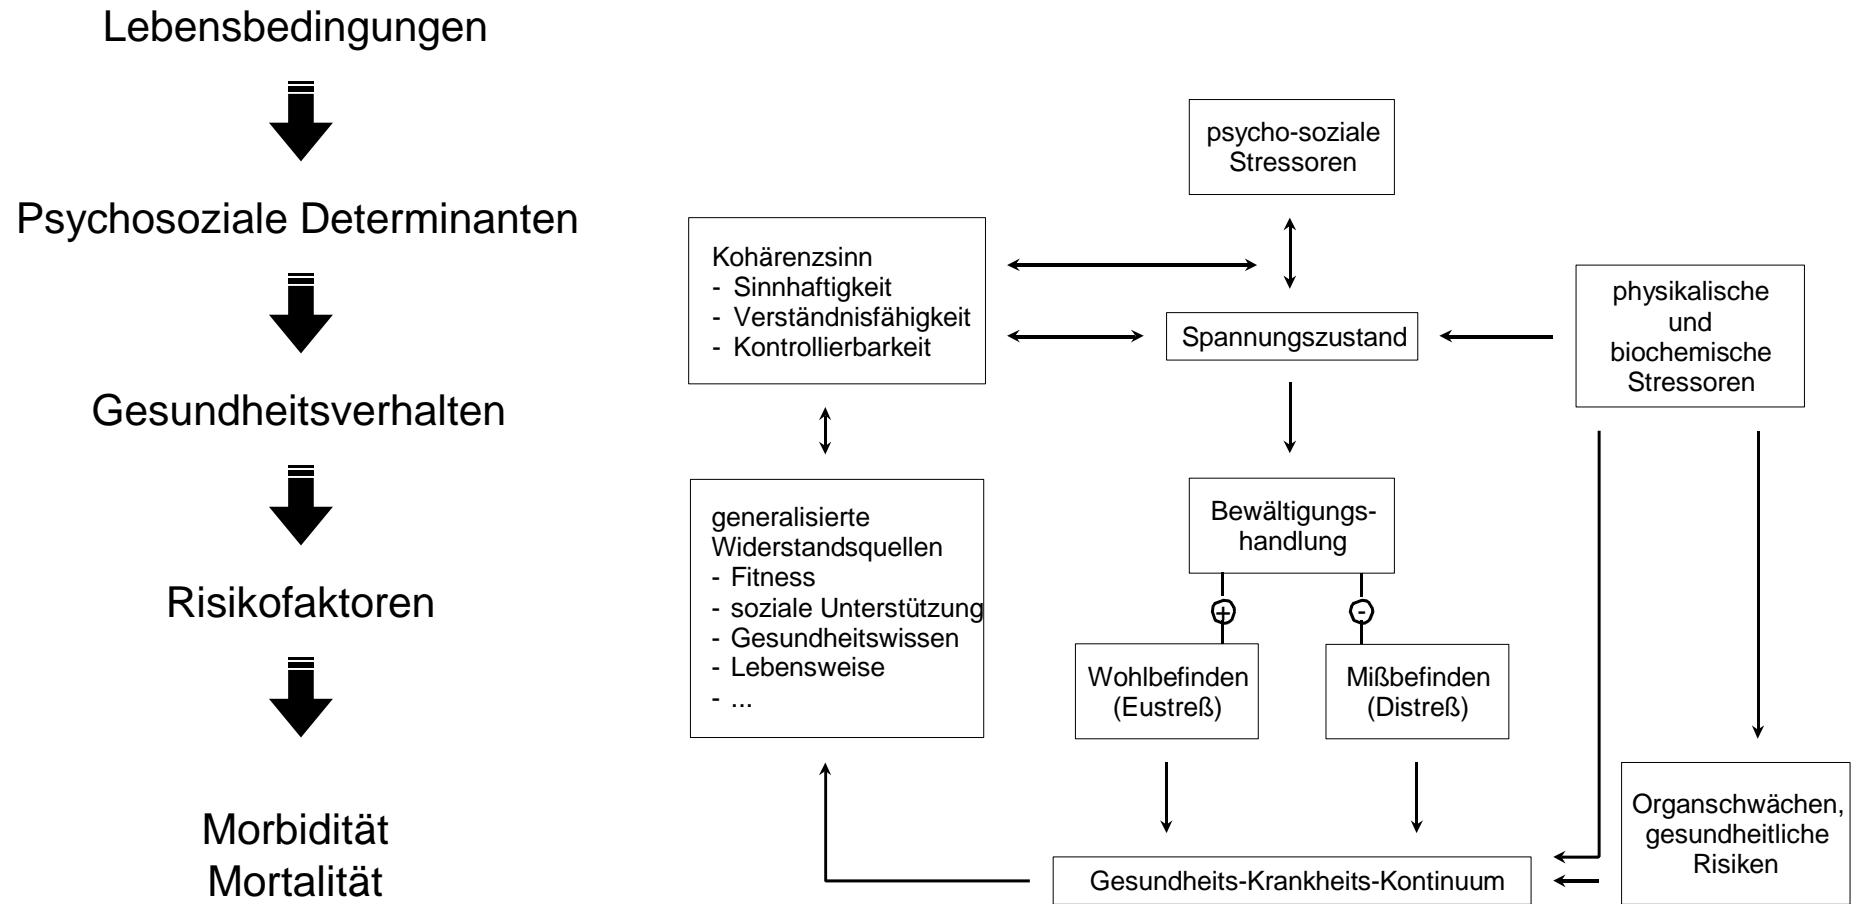 Lebensbedingungen
Psychosoziale Determinanten
Gesundheitsverhalten
Risikofaktoren
Morbidität
Mortalität
psycho-soziale
Stressoren
Kohärenzsinn
- Sinnhaftigkeit
- Verständnisfähigkeit
- Kontrollierbarkeit
Spannungszustand
physikalische
und
biochemische
Stressoren
generalisierte
Widerstandsquellen
- Fitness
- soziale Unterstützung
- Gesundheitswissen
- Lebensweise
- ...
Bewältigungs-
handlung
+
-
Wohlbefinden
(Eustreß)
Mißbefinden
(Distreß)
Organschwächen,
gesundheitliche
Risiken
Gesundheits-Krankheits-Kontinuum